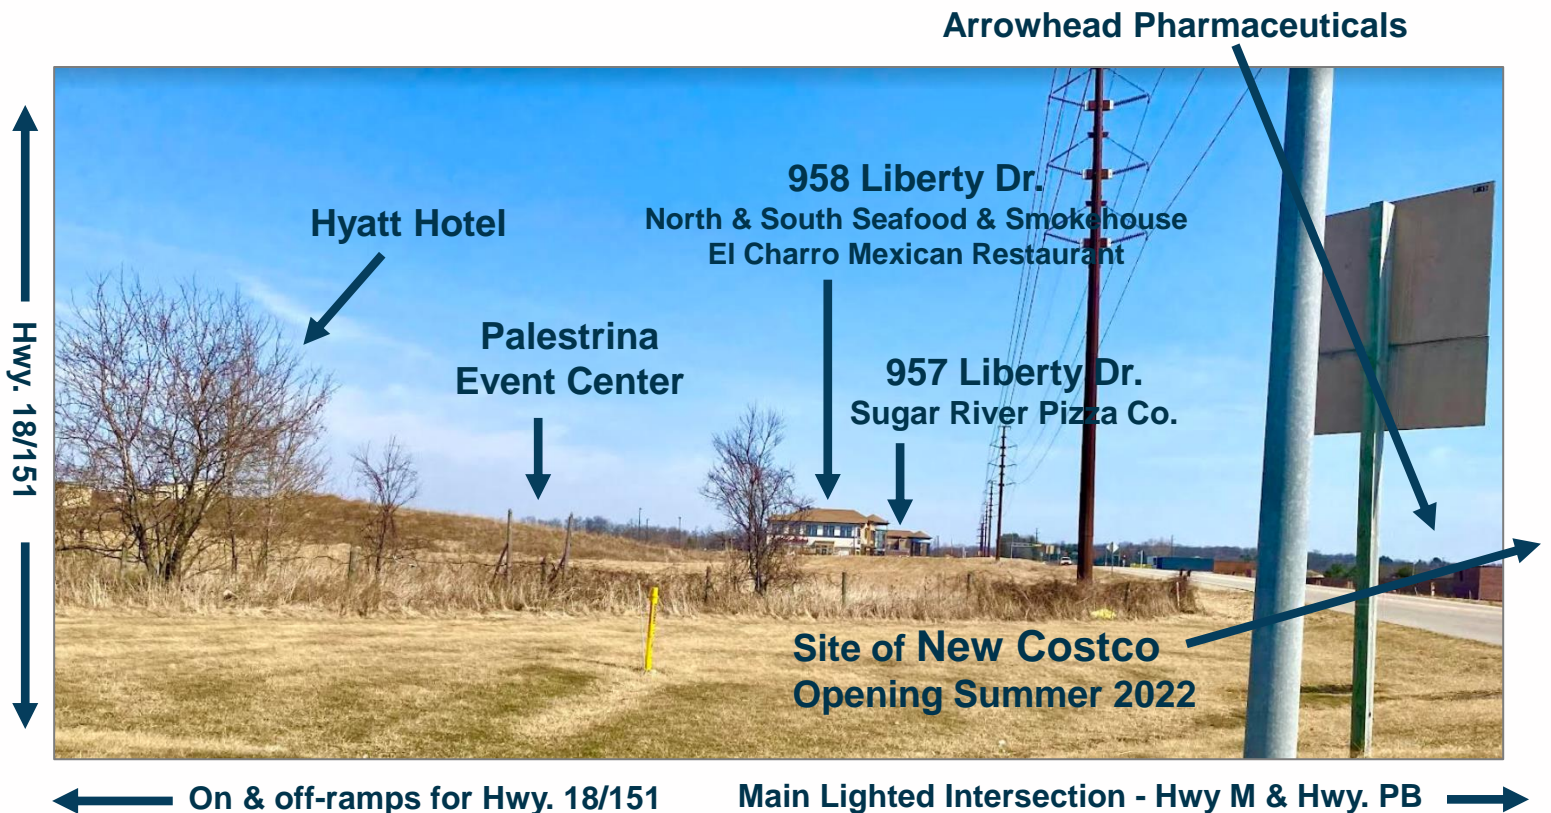 Arrowhead Pharmaceuticals
958 Liberty Dr.
North & South Seafood & Smokehouse
El Charro Mexican Restaurant
Hyatt Hotel
Palestrina
Event Center
957 Liberty Dr.
Sugar River Pizza Co.
Hwy. 18/151
Site of New Costco
Opening Summer 2022
On & off-ramps for Hwy. 18/151
Main Lighted Intersection - Hwy M & Hwy. PB